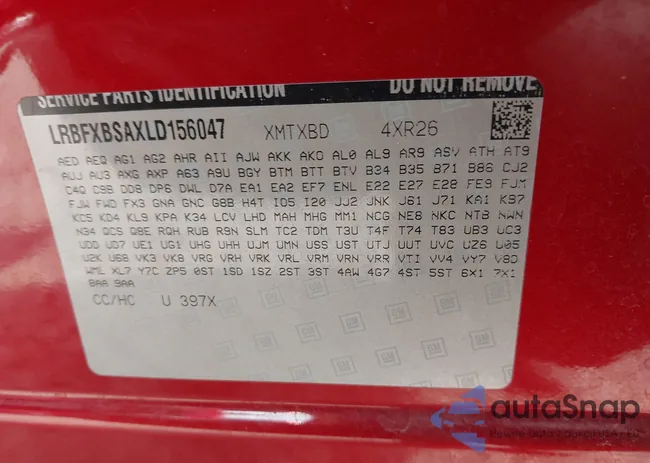 SERVICE PARTS IDENTIFICATION DO NOT REMOVE
LRBFXBSAXLD156047 XMTXBD 4XR26
AED AEQ AG1 AG2 AHR AII AJW AKK AKO AL0 AL9 AR9 ASV ATH AT9
AUJ AU3 AXG AXP A63 A9U BGY BTM BTT BTV B34 B35 B71 B86 CJ2
C4Q C9B DD8 DP6 DWL D7A EA1 EA2 EF7 ENL E22 E27 E28 FE9 FJM
FJW FWD FX3 GNA GNC G8B H4T IO5 I20 JJ2 JNK J61 J71 KA1 K97
KC5 KD4 KL9 KPA K34 LCV LHD MAH MHG MM1 NCG NE8 NKC NTB NWN
N34 QCS Q8E RQH RUB R9N SLM TC2 TDM T3U T4F T74 T83 UB3 UC3
UDD UD7 UE1 UG1 UHG UHH UJM UMN USS UST UTJ UUT UVC UZ6 U05
U2K U68 VK3 VK8 VRG VRH VRK VRL VRM VRN VRR VTI VV4 VY7 V8D
WML XL7 Y7C ZP5 0ST 1SD 1SZ 2ST 3ST 4AW 4G7 4ST 5ST 6X1 7X1
8AA 9AA
CC/HC U 397X
autoSnap